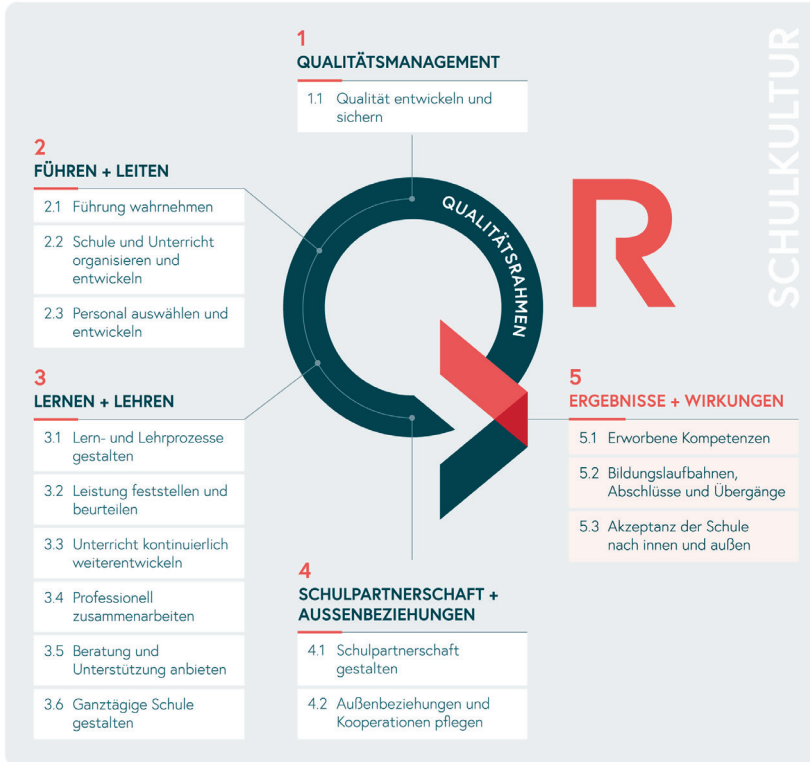 1
QUALITÄTSMANAGEMENT
1.1 Qualität entwickeln und
sichern
2
FÜHREN + LEITEN
2.1 Führung wahrnehmen
2.2 Schule und Unterricht
organisieren und
entwickeln
2.3 Personal auswählen und
entwickeln
3
LERNEN + LEHREN
3.1 Lern- und Lehrprozesse
gestalten
3.2 Leistung feststellen und
beurteilen
3.3 Unterricht kontinuierlich
weiterentwickeln
3.4 Professionell
zusammenarbeiten
3.5 Beratung und
Unterstützung anbieten
3.6 Ganztägige Schule
gestalten
QUALITÄTSRAHMEN
R
4
SCHULPARTNERSCHAFT +
AUSSENBEZIEHUNGEN
4.1 Schulpartnerschaft
gestalten
4.2 Außenbeziehungen und
Kooperationen pflegen
5
ERGEBNISSE + WIRKUNGEN
5.1 Erworbene Kompetenzen
5.2 Bildungslaufbahnen,
Abschlüsse und Übergänge
5.3 Akzeptanz der Schule
nach innen und außen
SCHULKULTUR